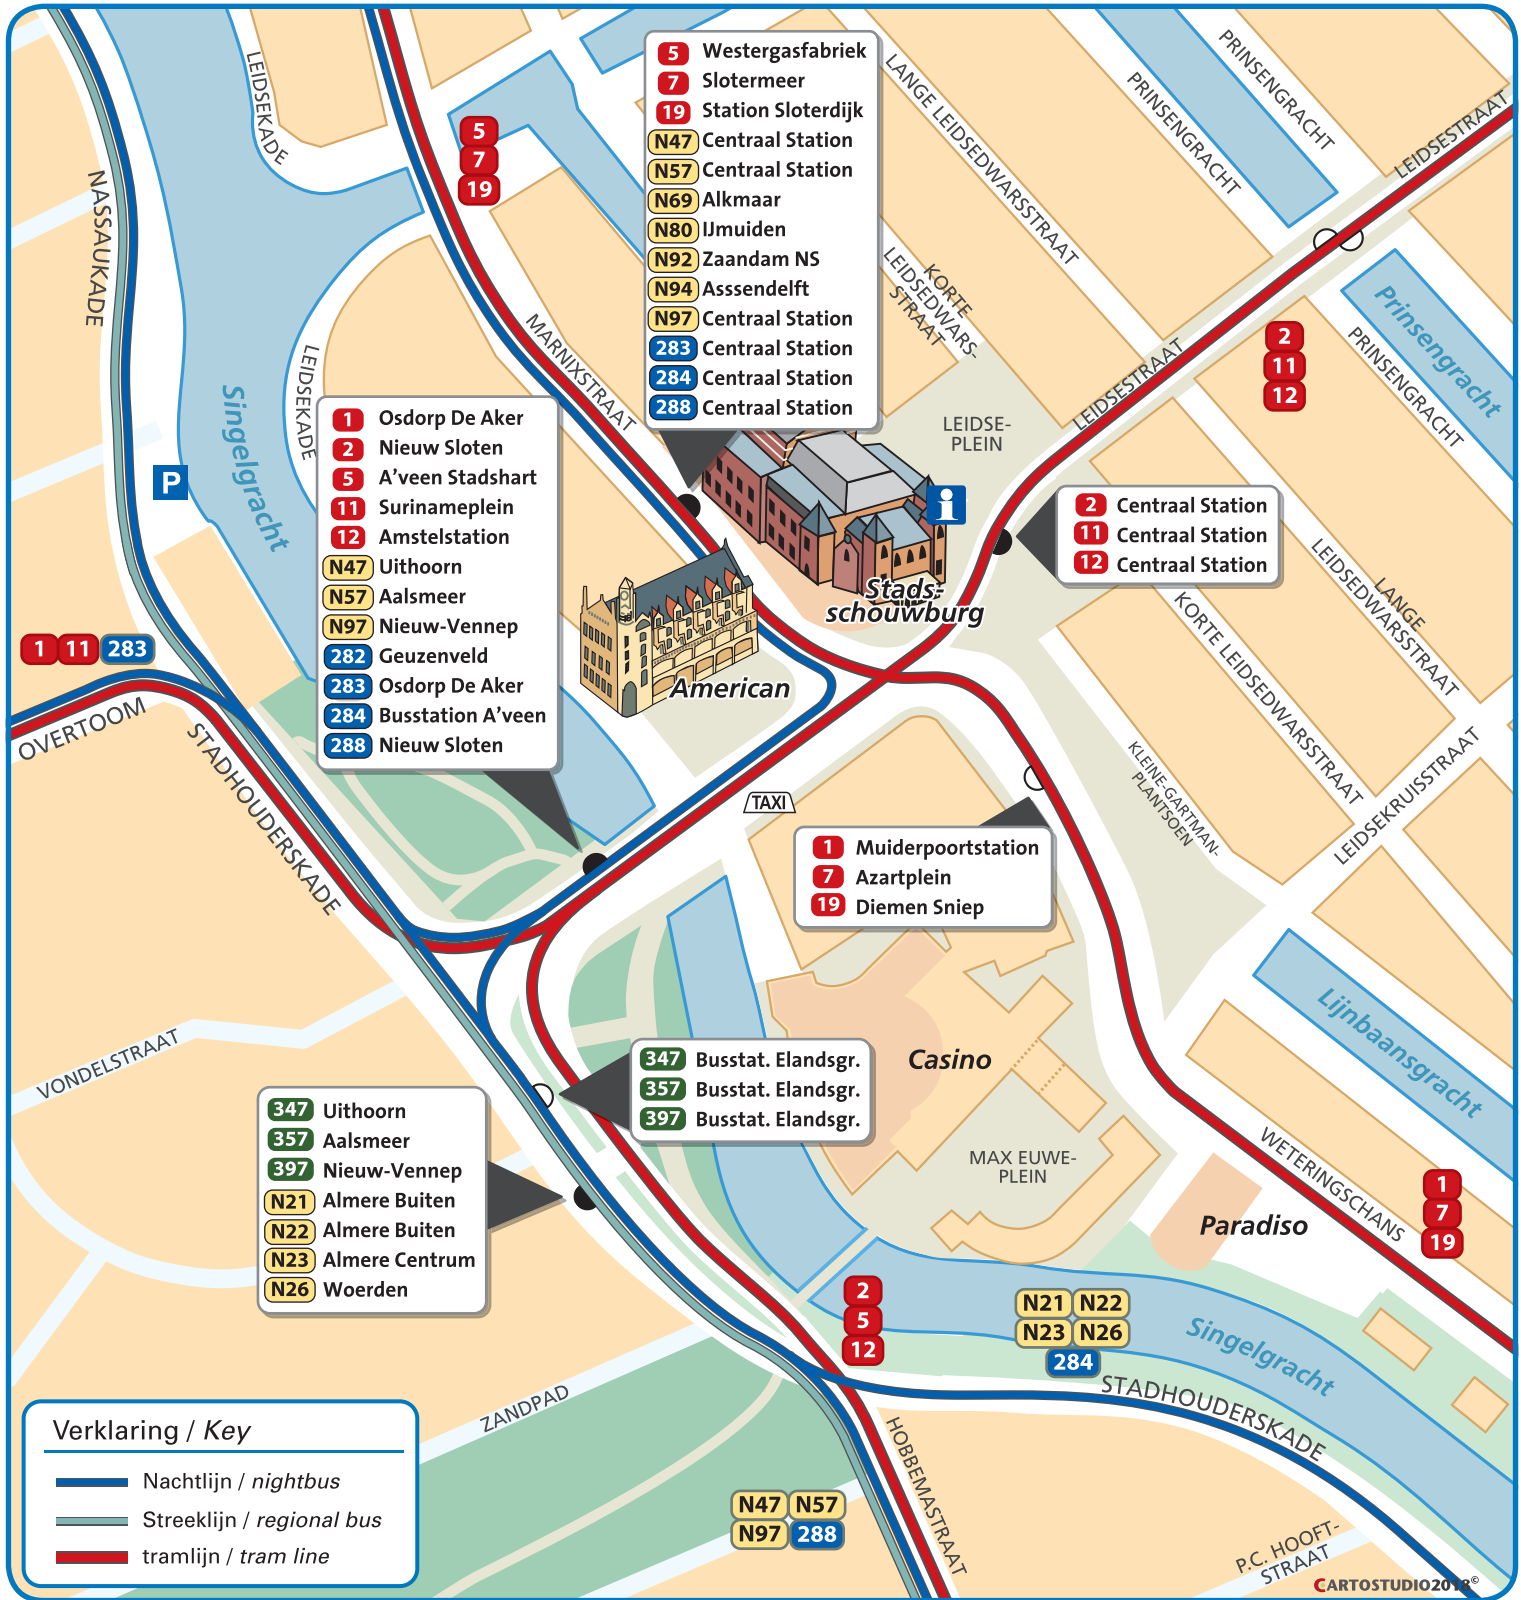 5 Westergasfabriek
7 Slotermeer
19 Station Sloterdijk
N47 Centraal Station
N57 Centraal Station
N69 Alkmaar
N80 IJmuiden
N92 Zaandam NS
N94 Asssendelft
N97 Centraal Station
283 Centraal Station
284 Centraal Station
288 Centraal Station
LEIDSEKADE
NASSAUKADE
5
7
19
LANGE LEIDSEDWARSSTRAAT
PRINSENGRACHT
PRINSENGRACHT
LEIDSESTRAAT
KORTE
LEIDSEDWARS-
STRAAT
MARNIXSTRAAT
LEIDSEKADE
Singelgracht
P
LEIDSESTRAAT
LEIDSE-
PLEIN
2
11
12
Prinsengracht
PRINSENGRACHT
1 Osdorp De Aker
2 Nieuw Sloten
5 A'veen Stadshart
11 Surinameplein
12 Amstelstation
N47 Uithoorn
N57 Aalsmeer
N97 Nieuw-Vennep
282 Geuzenveld
283 Osdorp De Aker
284 Busstation A'veen
288 Nieuw Sloten
i
2 Centraal Station
11 Centraal Station
12 Centraal Station
Stads-
schouwburg
American
LANGE
LEIDSEDWARSSTRAAT
KORTE LEIDSEDWARSSTRAAT
1 11 283
OVERTOOM
STADHOUDERSKADE
KLEINE-GARTMAN-
PLANTSOEN
LEIDSEKRUISSTRAAT
TAXI
1 Muiderpoortstation
7 Azartplein
19 Diemen Sniep
Lijnbaansgracht
VONDELSTRAAT
347 Busstat. Elandsgr.
357 Busstat. Elandsgr.
397 Busstat. Elandsgr.
Casino
347 Uithoorn
357 Aalsmeer
397 Nieuw-Vennep
N21 Almere Buiten
N22 Almere Buiten
N23 Almere Centrum
N26 Woerden
MAX EUWE-
PLEIN
WETERINGSCHANS
Paradiso
1
7
19
2
5
12
N21 N22
N23 N26
284
Singelgracht
STADHOUDERSKADE
ZANDPAD
HOBBEMASTRAAT
N47 N57
N97 288
P.C. HOOFT-
STRAAT
Verklaring / Key
Nachtlijn / nightbus
Streeklijn / regional bus
tramlijn / tram line
CARTOSTUDIO2018©